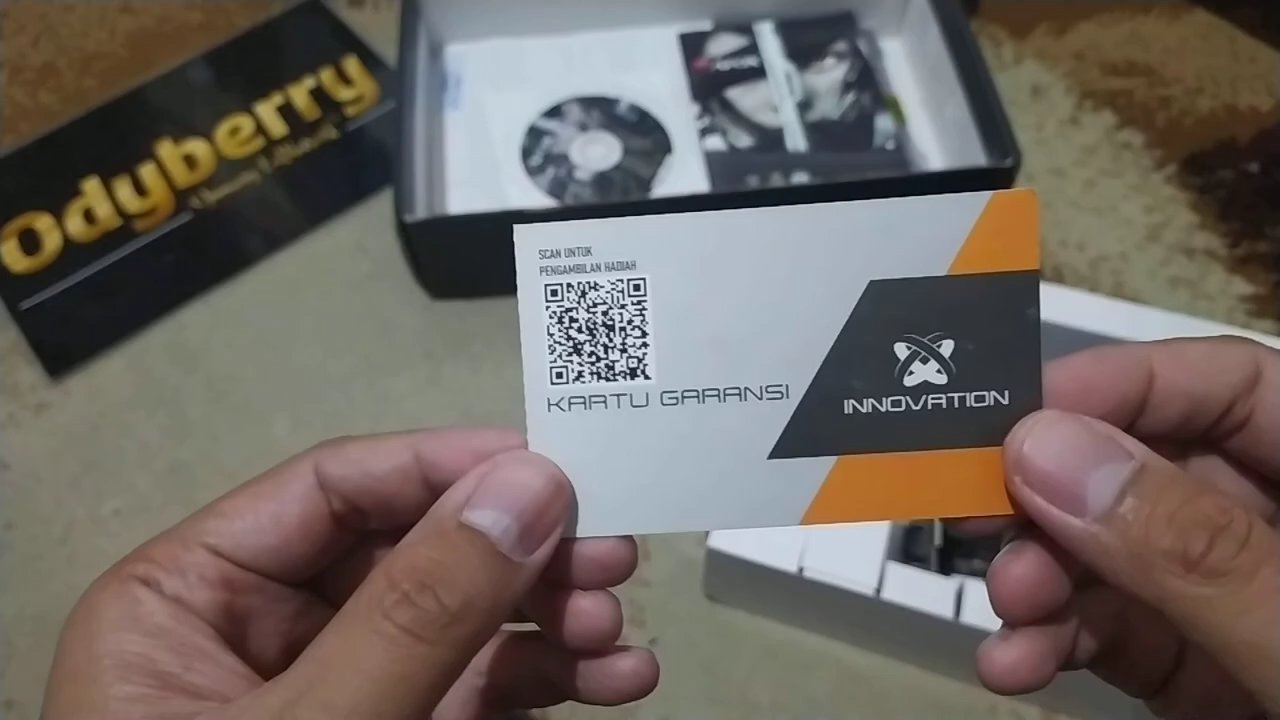 Odyberry
SCAN UNTUK
PENGAMBILAN HADIAH
KARTU GARANSI
INNOVATION